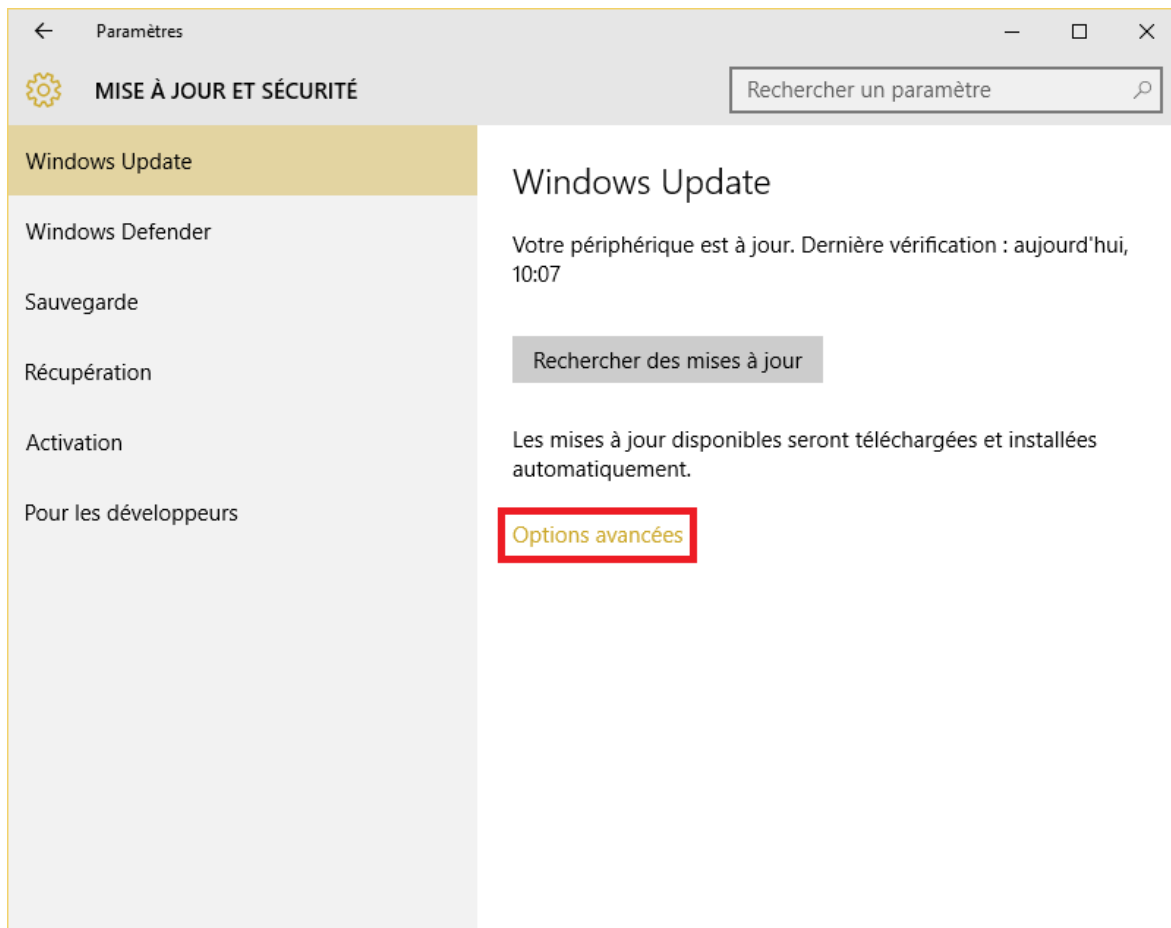 Paramètres
MISE À JOUR ET SÉCURITÉ
Rechercher un paramètre
Windows Update
Windows Defender
Sauvegarde
Récupération
Activation
Pour les développeurs
Windows Update
Votre périphérique est à jour. Dernière vérification : aujourd'hui,
10:07
Rechercher des mises à jour
Les mises à jour disponibles seront téléchargées et installées
automatiquement.
Options avancées